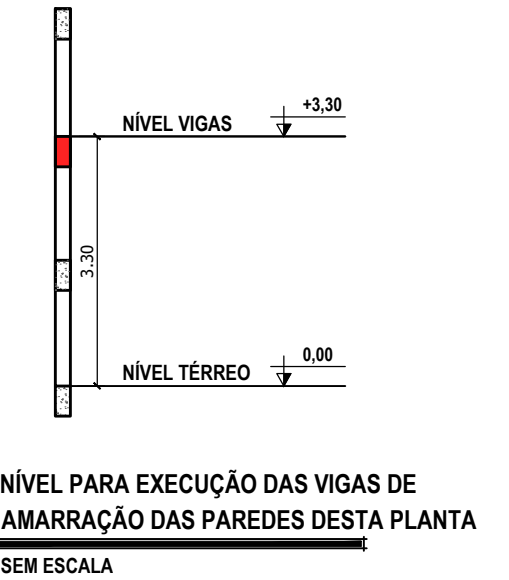 +3,30
NÍVEL VIGAS
3.30
0,00
NÍVEL TÉRREO
NÍVEL PARA EXECUÇÃO DAS VIGAS DE
AMARRAÇÃO DAS PAREDES DESTA PLANTA
SEM ESCALA